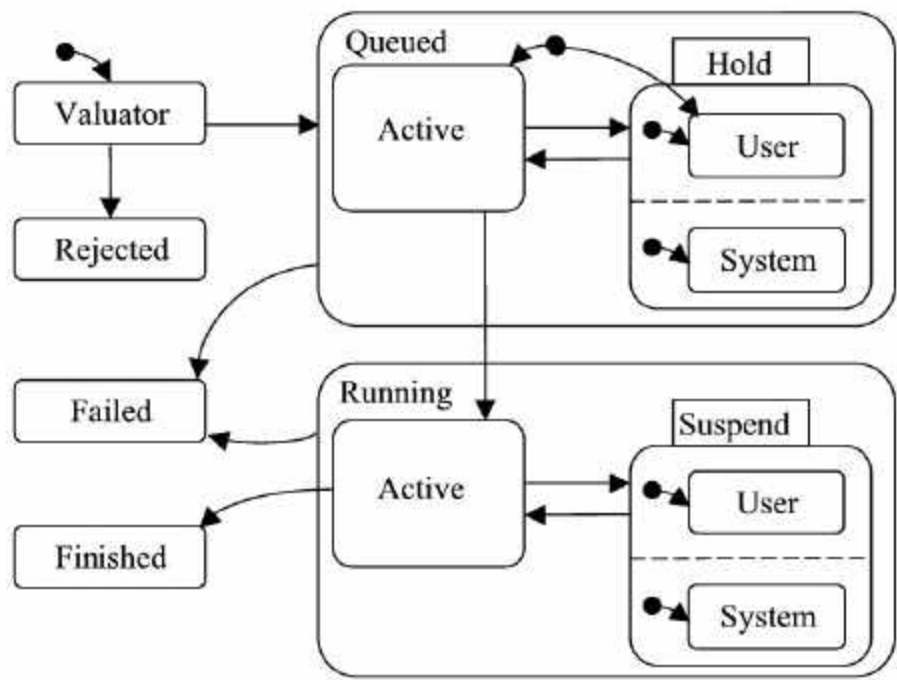 Queued
Hold
Valuator
Active
User
Rejected
System
Failed
Running
Suspend
Active
User
Finished
System